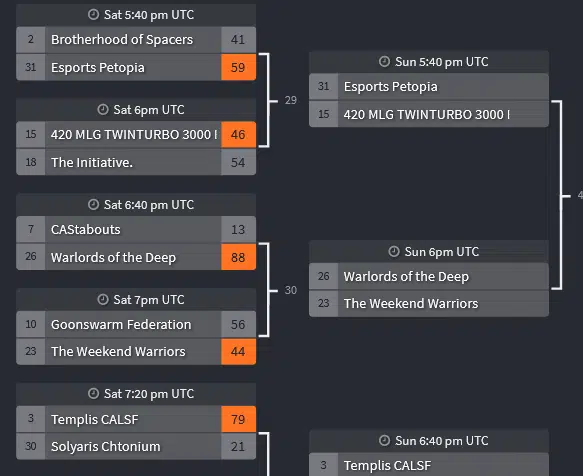 Sat 5:40 pm UTC
2 Brotherhood of Spacers 41
31 Esports Petopia 59
Sat 6pm UTC
15 420 MLG TWINTURBO 3000 I 46
18 The Initiative. 54
29
Sat 6:40 pm UTC
7 CAStabouts 13
26 Warlords of the Deep 88
Sat 7pm UTC
10 Goonswarm Federation 56
23 The Weekend Warriors 44
30
Sat 7:20 pm UTC
3 Templis CALSF 79
30 Solyaris Chtonium 21
Sun 5:40 pm UTC
31 Esports Petopia
15 420 MLG TWINTURBO 3000 I
Sun 6pm UTC
26 Warlords of the Deep
23 The Weekend Warriors
Sun 6:40 pm UTC
3 Templis CALSF